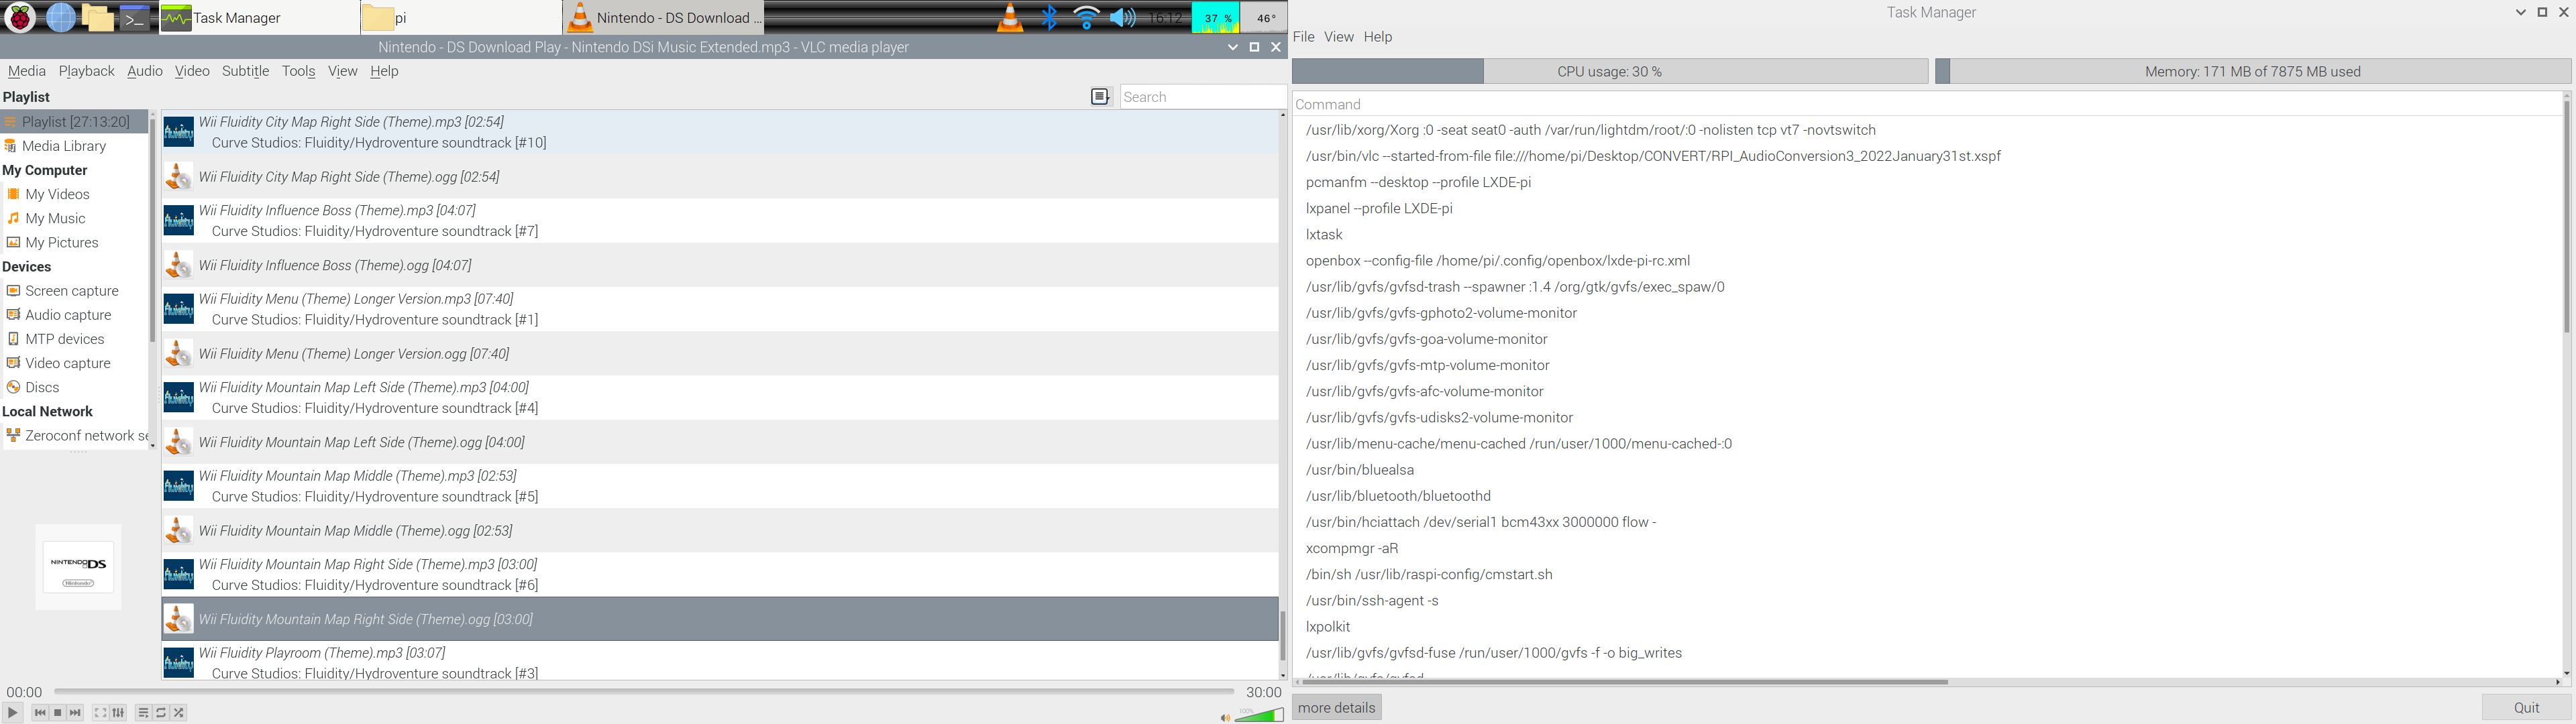 Task Manager
pi
Nintendo - DS Download ...
16:12
37 %
46°
Nintendo - DS Download Play - Nintendo DSi Music Extended.mp3 - VLC media player
Media Playback Audio Video Subtitle Tools View Help
Playlist
Search
Playlist [27:13:20]
Media Library
My Computer
My Videos
My Music
My Pictures
Devices
Screen capture
Audio capture
MTP devices
Video capture
Discs
Local Network
Zeroconf network se
NINTENDO DS
Nintendo
Wii Fluidity City Map Right Side (Theme).mp3 [02:54]
Curve Studios: Fluidity/Hydroventure soundtrack [#10]
Wii Fluidity City Map Right Side (Theme).ogg [02:54]
Wii Fluidity Influence Boss (Theme).mp3 [04:07]
Curve Studios: Fluidity/Hydroventure soundtrack [#7]
Wii Fluidity Influence Boss (Theme).ogg [04:07]
Wii Fluidity Menu (Theme) Longer Version.mp3 [07:40]
Curve Studios: Fluidity/Hydroventure soundtrack [#1]
Wii Fluidity Menu (Theme) Longer Version.ogg [07:40]
Wii Fluidity Mountain Map Left Side (Theme).mp3 [04:00]
Curve Studios: Fluidity/Hydroventure soundtrack [#4]
Wii Fluidity Mountain Map Left Side (Theme).ogg [04:00]
Wii Fluidity Mountain Map Middle (Theme).mp3 [02:53]
Curve Studios: Fluidity/Hydroventure soundtrack [#5]
Wii Fluidity Mountain Map Middle (Theme).ogg [02:53]
Wii Fluidity Mountain Map Right Side (Theme).mp3 [03:00]
Curve Studios: Fluidity/Hydroventure soundtrack [#6]
Wii Fluidity Mountain Map Right Side (Theme).ogg [03:00]
Wii Fluidity Playroom (Theme).mp3 [03:07]
Curve Studios: Fluidity/Hydroventure soundtrack [#3]
00:00
30:00
100%
Task Manager
File View Help
CPU usage: 30 %
Memory: 171 MB of 7875 MB used
Command
/usr/lib/xorg/Xorg :0 -seat seat0 -auth /var/run/lightdm/root/:0 -nolisten tcp vt7 -novtswitch
/usr/bin/vlc --started-from-file file:///home/pi/Desktop/CONVERT/RPI_AudioConversion3_2022January31st.xspf
pcmanfm --desktop --profile LXDE-pi
lxpanel --profile LXDE-pi
lxtask
openbox --config-file /home/pi/.config/openbox/lxde-pi-rc.xml
/usr/lib/gvfs/gvfsd-trash --spawner :1.4 /org/gtk/gvfs/exec_spaw/0
/usr/lib/gvfs/gvfs-gphoto2-volume-monitor
/usr/lib/gvfs/gvfs-goa-volume-monitor
/usr/lib/gvfs/gvfs-mtp-volume-monitor
/usr/lib/gvfs/gvfs-afc-volume-monitor
/usr/lib/gvfs/gvfs-udisks2-volume-monitor
/usr/lib/menu-cache/menu-cached /run/user/1000/menu-cached-:0
/usr/bin/bluealsa
/usr/lib/bluetooth/bluetoothd
/usr/bin/hciattach /dev/serial1 bcm43xx 3000000 flow -
xcompmgr -aR
/bin/sh /usr/lib/raspi-config/cmstart.sh
/usr/bin/ssh-agent -s
lxpolkit
/usr/lib/gvfs/gvfsd-fuse /run/user/1000/gvfs -f -o big_writes
/usr/lib/gvfs/gvfsd
more details
Quit